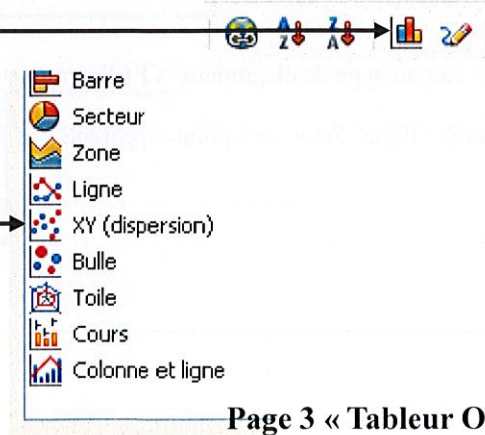 A Z
Z A
Barre
Secteur
Zone
Ligne
XY (dispersion)
Bulle
Toile
Cours
Colonne et ligne
Page 3 « Tableur O